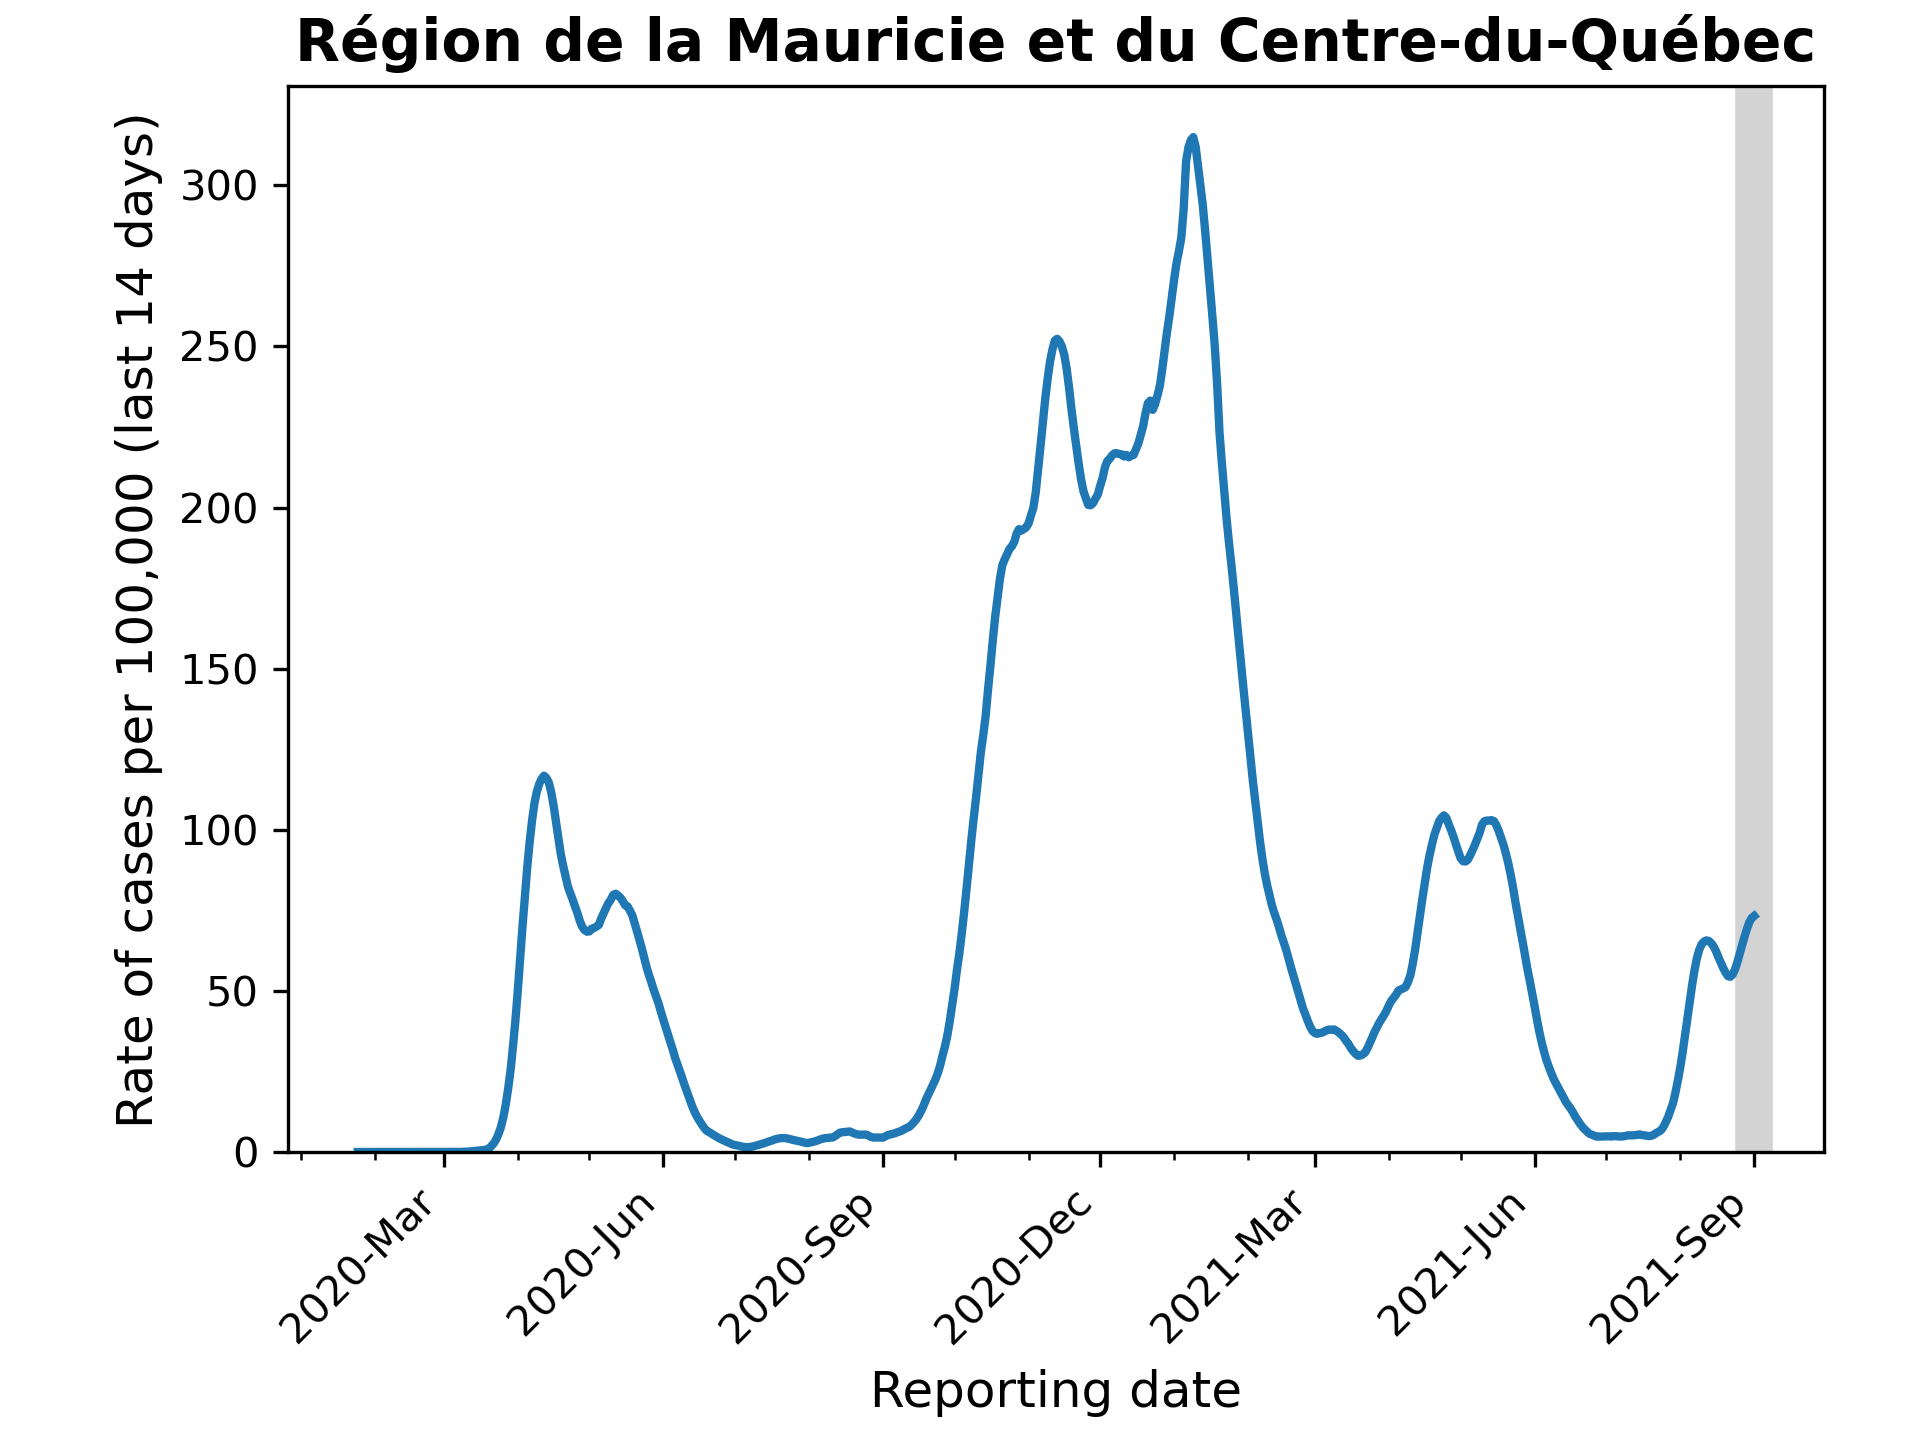 Région de la Mauricie et du Centre-du-Québec
Rate of cases per 100,000 (last 14 days)
300
250
200
150
100
50
0
2020-Mar
2020-Jun
2020-Sep
2020-Dec
2021-Mar
2021-Jun
2021-Sep
Reporting date